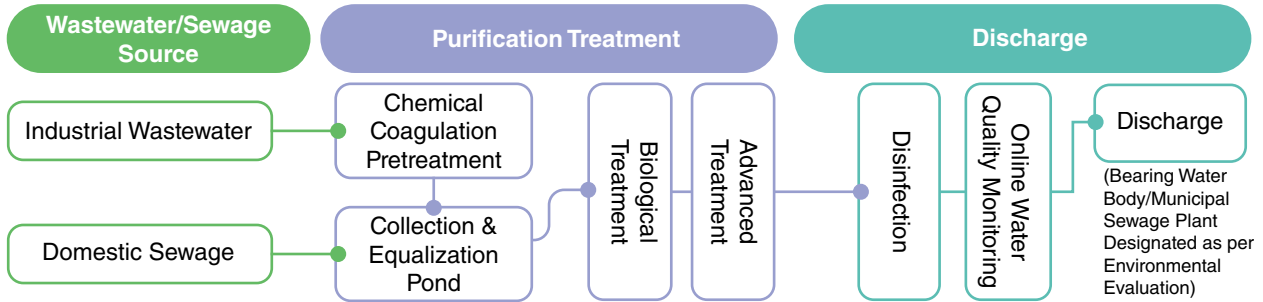 Wastewater/Sewage
Source
Purification Treatment
Discharge
Industrial Wastewater
Domestic Sewage
Chemical
Coagulation
Pretreatment
Collection &
Equalization
Pond
Biological
Treatment
Advanced
Treatment
Disinfection
Online Water
Quality Monitoring
Discharge
(Bearing Water
Body/Municipal
Sewage Plant
Designated as per
Environmental
Evaluation)